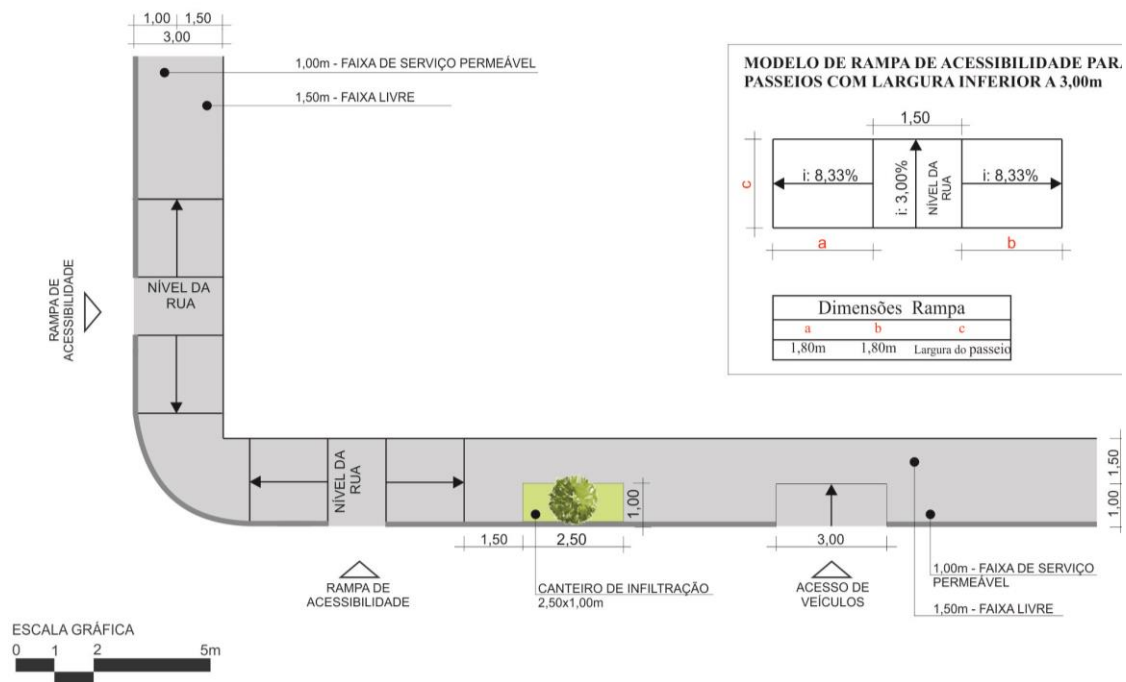 1,00 1,50
3,00
1,00m - FAIXA DE SERVIÇO PERMEÁVEL
1,50m - FAIXA LIVRE
NÍVEL DA
RUA
RAMPA DE
ACESSIBILIDADE
MODELO DE RAMPA DE ACESSIBILIDADE PARA
PASSEIOS COM LARGURA INFERIOR A 3,00m
1,50
c
i: 8,33%
i: 3,00%
NÍVEL DA
RUA
i: 8,33%
a
b
Dimensões Rampa
a b c
1,80m 1,80m Largura do passeio
NÍVEL DA
RUA
1,00
1,50
1,00
1,50 2,50
3,00
RAMPA DE
ACESSIBILIDADE
CANTEIRO DE INFILTRAÇÃO
2,50x1,00m
ACESSO DE
VEÍCULOS
1,00m - FAIXA DE SERVIÇO
PERMEÁVEL
1,50m - FAIXA LIVRE
ESCALA GRÁFICA
0 1 2 5m